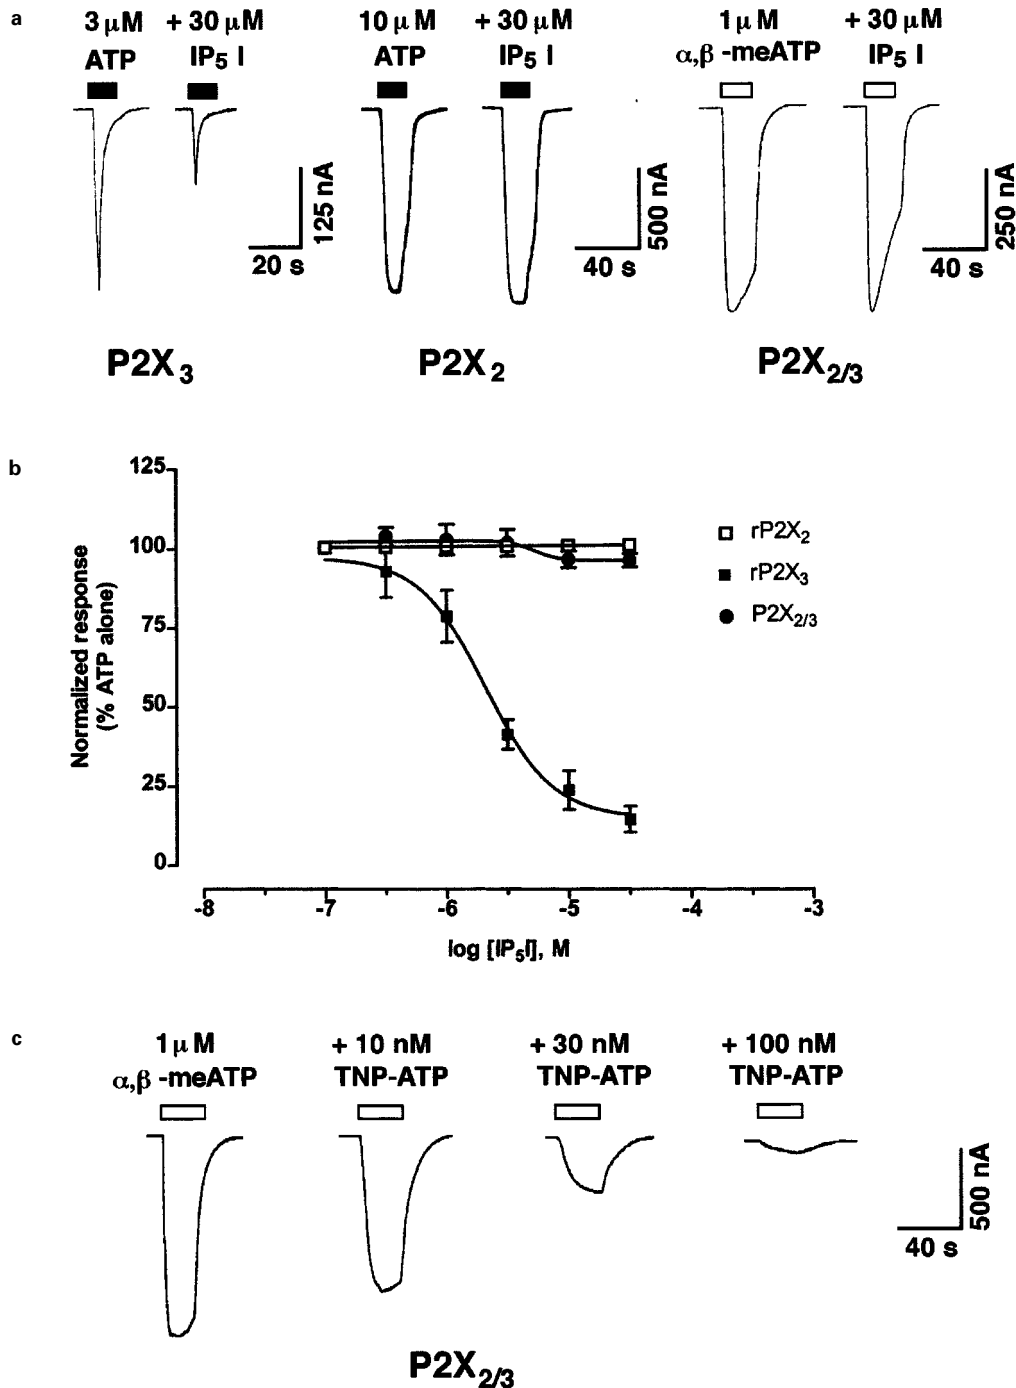 a
3 μM + 30 μM 10 μM + 30 μM 1 μM + 30 μM
ATP IP5 I ATP IP5 I α,β -meATP IP5 I
125 nA
20 s
500 nA
40 s
250 nA
40 s
P2X3 P2X2 P2X2/3
b
Normalized response
(% ATP alone)
125
100
75
50
25
0
rP2X2
rP2X3
P2X2/3
-8 -7 -6 -5 -4 -3
log [IP5I], M
c
1 μM + 10 nM + 30 nM + 100 nM
α,β -meATP TNP-ATP TNP-ATP TNP-ATP
500 nA
40 s
P2X2/3